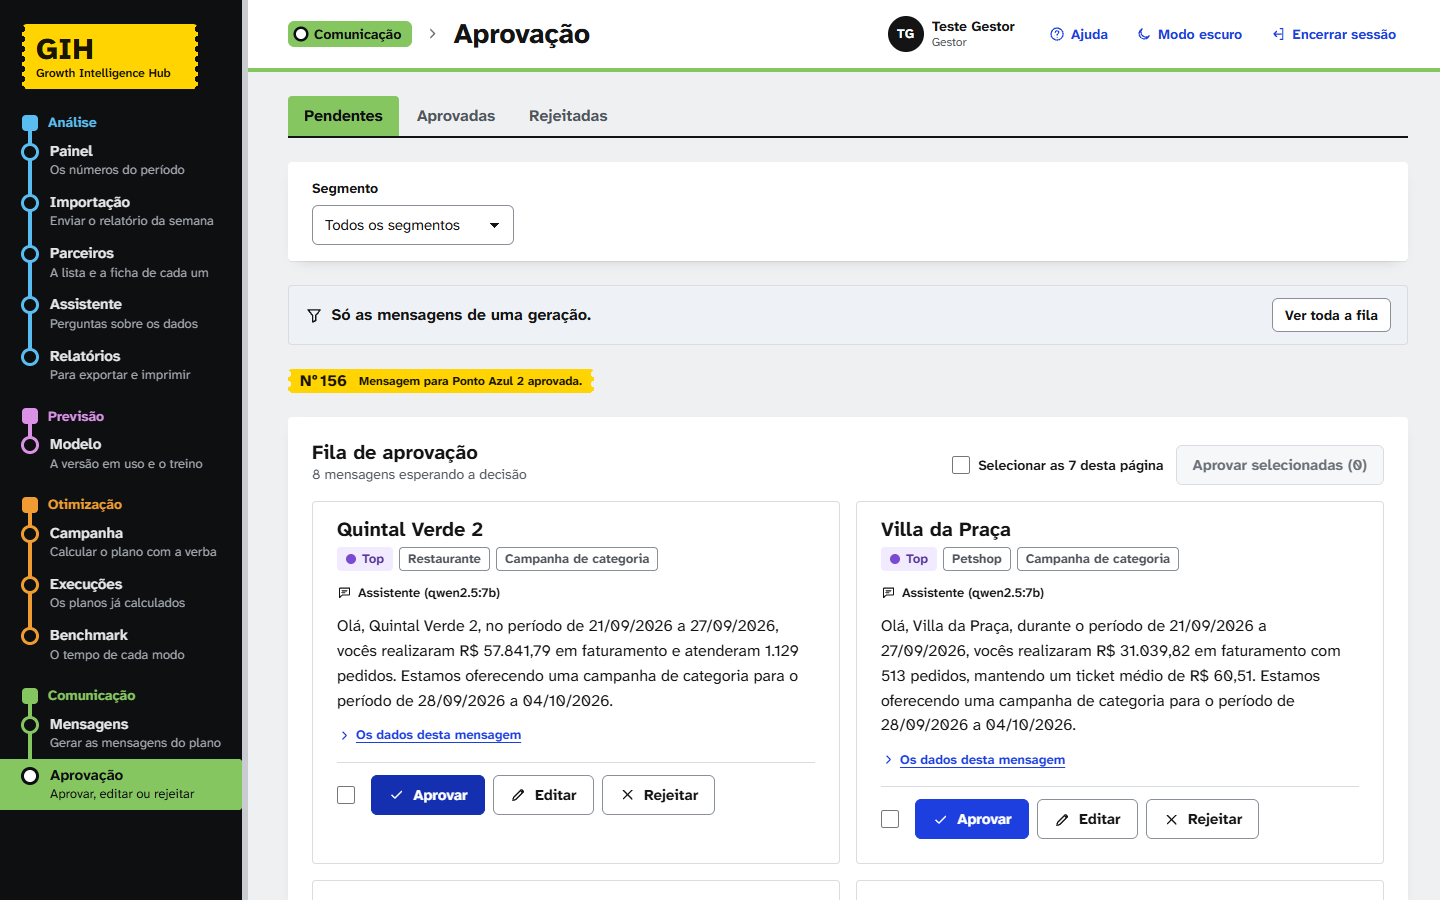 GIH
Growth Intelligence Hub
Análise
Painel
Os números do período
Importação
Enviar o relatório da semana
Parceiros
A lista e a ficha de cada um
Assistente
Perguntas sobre os dados
Relatórios
Para exportar e imprimir
Previsão
Modelo
A versão em uso e o treino
Otimização
Campanha
Calcular o plano com a verba
Execuções
Os planos já calculados
Benchmark
O tempo de cada modo
Comunicação
Mensagens
Gerar as mensagens do plano
Aprovação
Aprovar, editar ou rejeitar
Comunicação
Aprovação
TG
Teste Gestor
Gestor
Ajuda
Modo escuro
Encerrar sessão
Pendentes
Aprovadas
Rejeitadas
Segmento
Todos os segmentos
Só as mensagens de uma geração.
Ver toda a fila
Nº 156 Mensagem para Ponto Azul 2 aprovada.
Fila de aprovação
8 mensagens esperando a decisão
Selecionar as 7 desta página
Aprovar selecionadas (0)
Quintal Verde 2
Top
Restaurante
Campanha de categoria
Assistente (qwen2.5:7b)
Olá, Quintal Verde 2, no período de 21/09/2026 a 27/09/2026,
vocês realizaram R$ 57.841,79 em faturamento e atenderam 1.129
pedidos. Estamos oferecendo uma campanha de categoria para o
período de 28/09/2026 a 04/10/2026.
Os dados desta mensagem
Aprovar
Editar
Rejeitar
Villa da Praça
Top
Petshop
Campanha de categoria
Assistente (qwen2.5:7b)
Olá, Villa da Praça, durante o período de 21/09/2026 a
27/09/2026, vocês realizaram R$ 31.039,82 em faturamento com
513 pedidos, mantendo um ticket médio de R$ 60,51. Estamos
oferecendo uma campanha de categoria para o período de
28/09/2026 a 04/10/2026.
Os dados desta mensagem
Aprovar
Editar
Rejeitar